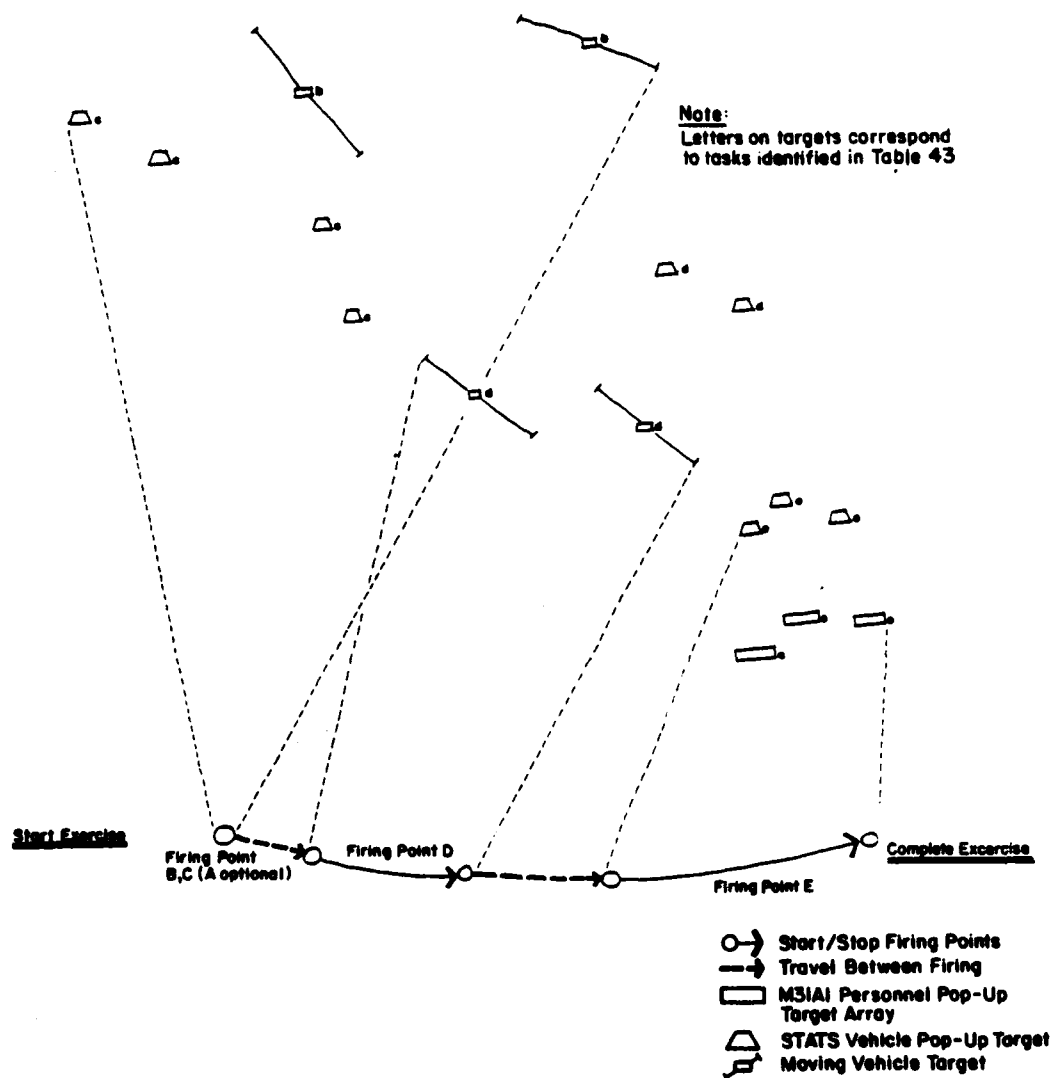 b
b
c
Note:
Letters on targets correspond
to tasks identified in Table 43
c
c
d
d
c
d
d
e
e
e
e
e
e
Start Exercise
Firing Point
B,C (A optional)
Firing Point D
Firing Point E
Complete Excercise
Start/Stop Firing Points
Travel Between Firing
M31A1 Personnel Pop-Up
Target Array
STATS Vehicle Pop-Up Target
Moving Vehicle Target